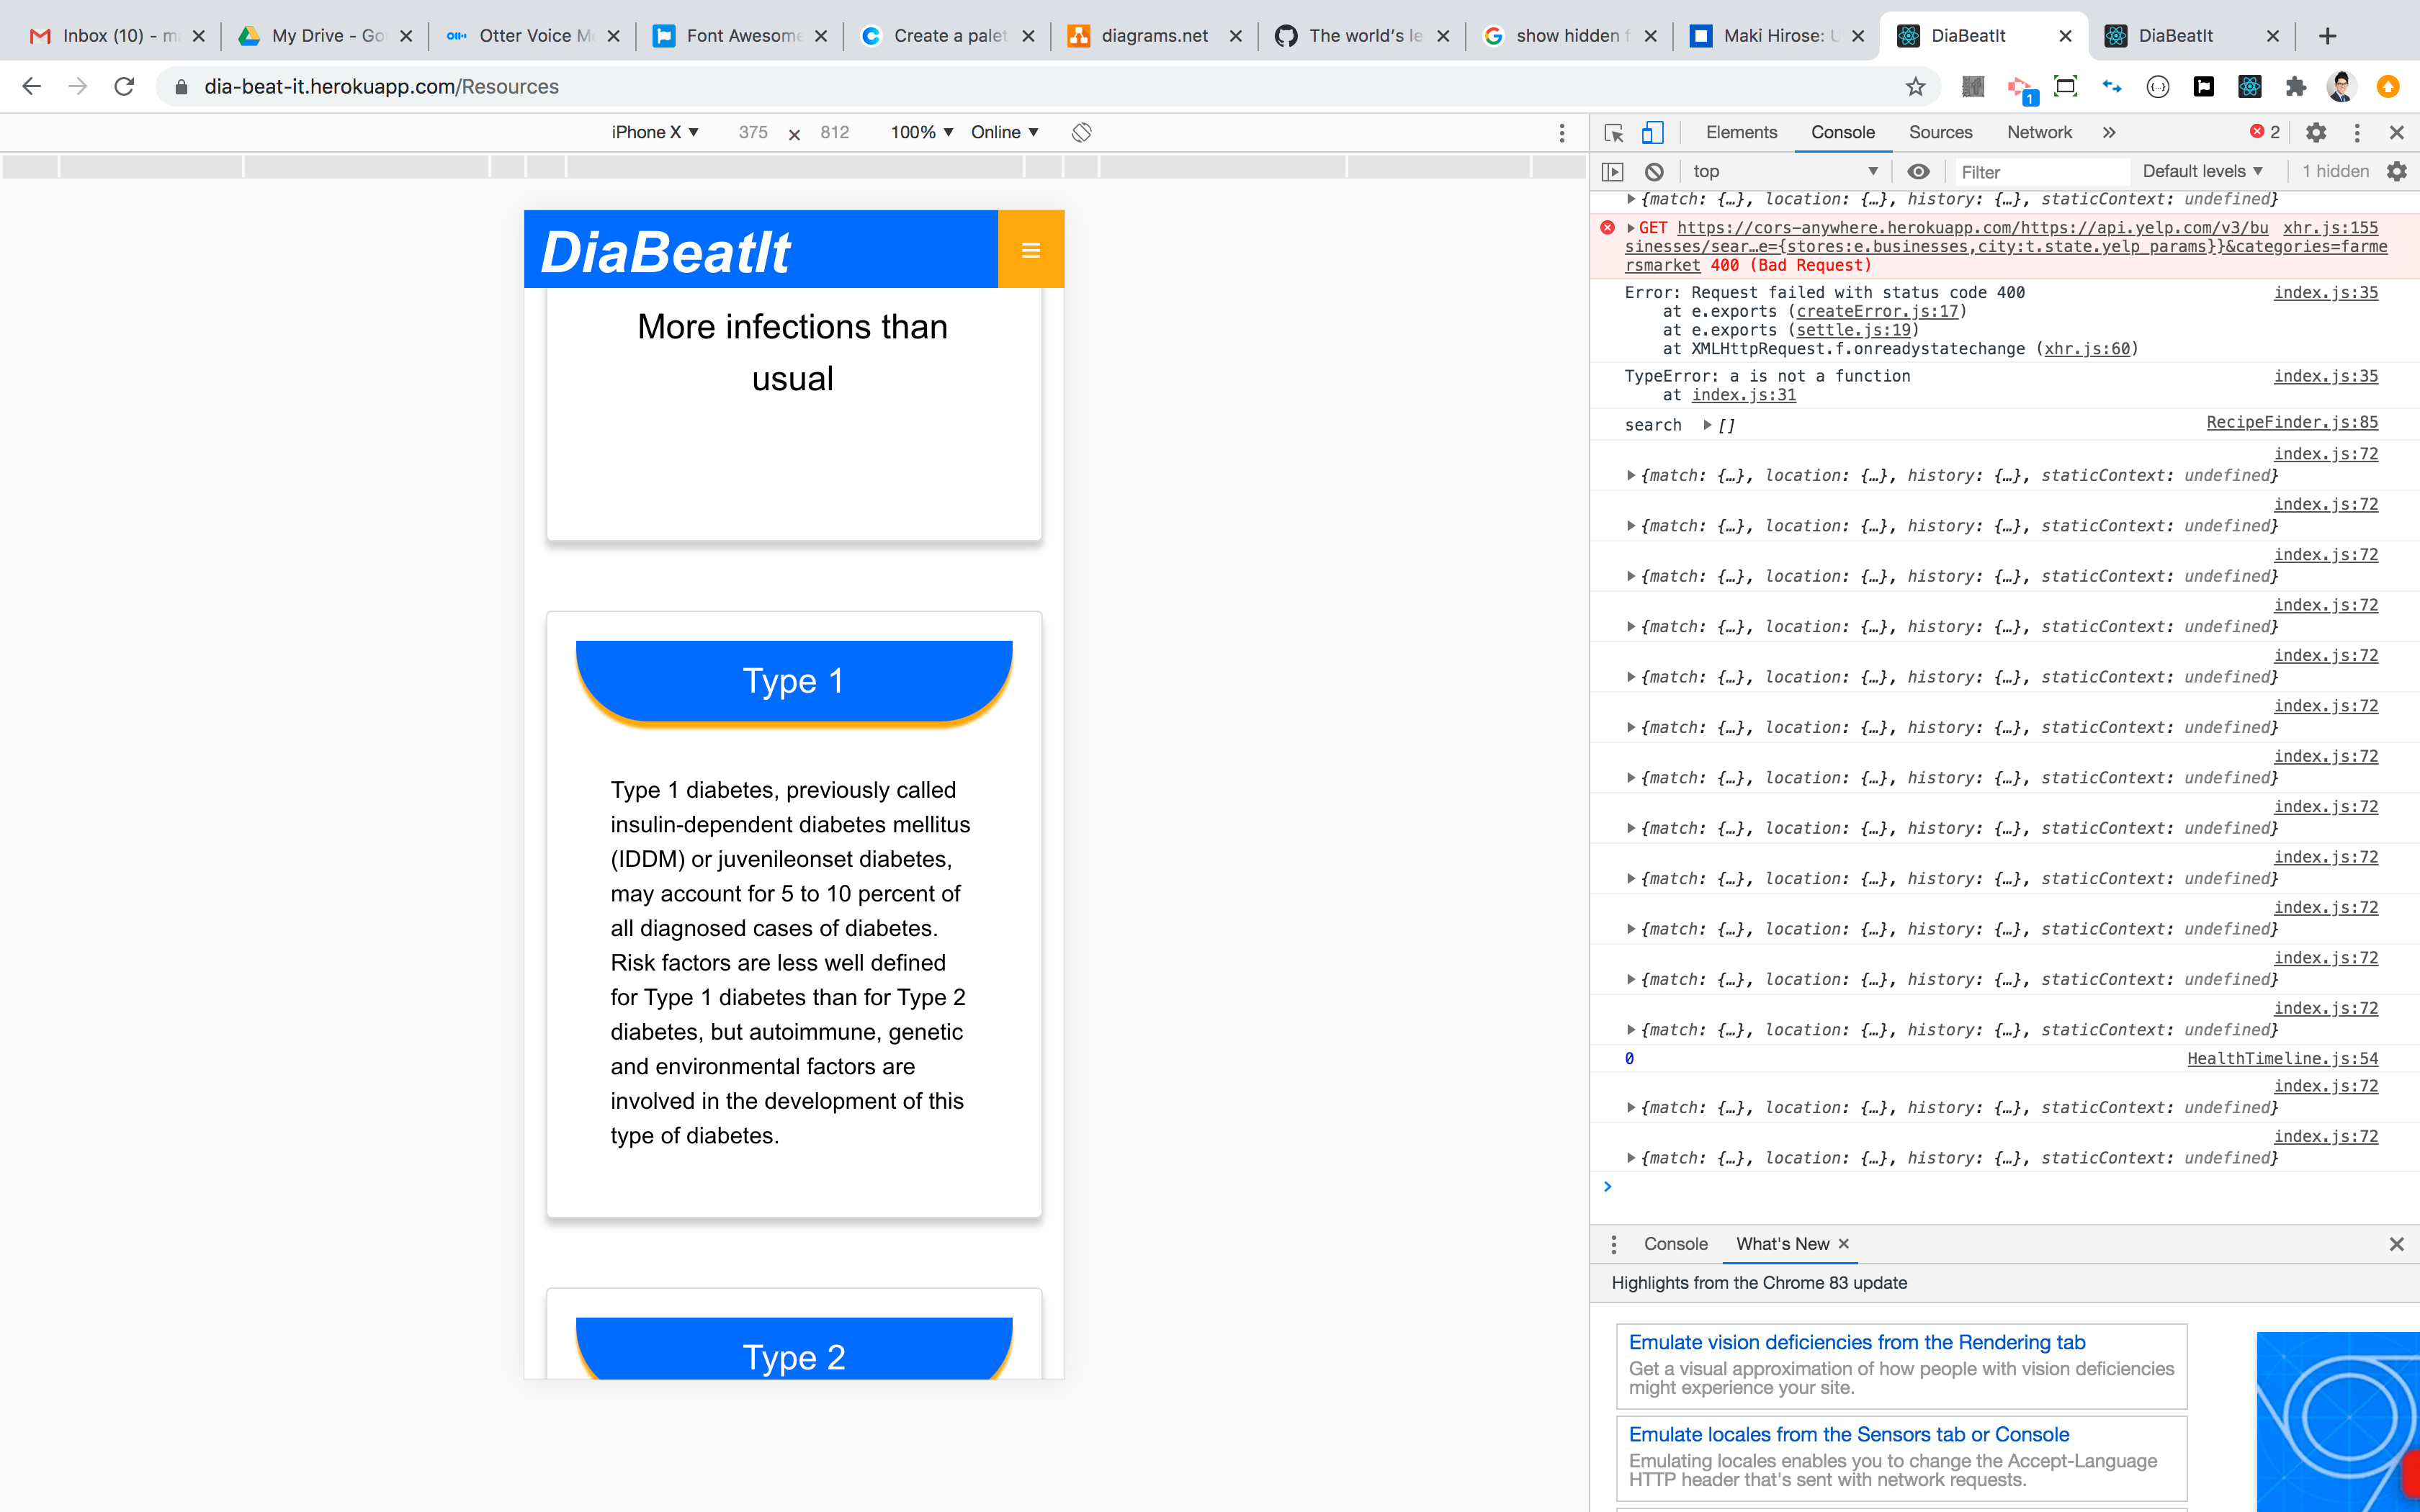 Inbox (10) - m
My Drive - Go
Otter Voice M
Font Awesome
Create a palet
diagrams.net
The world's le
show hidden f
Maki Hirose: U
DiaBeatIt
DiaBeatIt
dia-beat-it.herokuapp.com/Resources
1
iPhone X ▼ 375 × 812 100% ▼ Online ▼
DiaBeatIt
More infections than
usual
Type 1
Type 1 diabetes, previously called
insulin-dependent diabetes mellitus
(IDDM) or juvenileonset diabetes,
may account for 5 to 10 percent of
all diagnosed cases of diabetes.
Risk factors are less well defined
for Type 1 diabetes than for Type 2
diabetes, but autoimmune, genetic
and environmental factors are
involved in the development of this
type of diabetes.
Type 2
Elements Console Sources Network » 2
top Filter Default levels ▼ 1 hidden
{match: {…}, location: {…}, history: {…}, staticContext: undefined}
GET https://cors-anywhere.herokuapp.com/https://api.yelp.com/v3/bu xhr.js:155
sinesses/sear…e={stores:e.businesses,city:t.state.yelp_params}}&categories=farme
rsmarket 400 (Bad Request)
Error: Request failed with status code 400 index.js:35
at e.exports (createError.js:17)
at e.exports (settle.js:19)
at XMLHttpRequest.f.onreadystatechange (xhr.js:60)
TypeError: a is not a function index.js:35
at index.js:31
search [] RecipeFinder.js:85
index.js:72
{match: {…}, location: {…}, history: {…}, staticContext: undefined}
index.js:72
{match: {…}, location: {…}, history: {…}, staticContext: undefined}
index.js:72
{match: {…}, location: {…}, history: {…}, staticContext: undefined}
index.js:72
{match: {…}, location: {…}, history: {…}, staticContext: undefined}
index.js:72
{match: {…}, location: {…}, history: {…}, staticContext: undefined}
index.js:72
{match: {…}, location: {…}, history: {…}, staticContext: undefined}
index.js:72
{match: {…}, location: {…}, history: {…}, staticContext: undefined}
index.js:72
{match: {…}, location: {…}, history: {…}, staticContext: undefined}
index.js:72
{match: {…}, location: {…}, history: {…}, staticContext: undefined}
index.js:72
{match: {…}, location: {…}, history: {…}, staticContext: undefined}
index.js:72
{match: {…}, location: {…}, history: {…}, staticContext: undefined}
index.js:72
{match: {…}, location: {…}, history: {…}, staticContext: undefined}
0 HealthTimeline.js:54
index.js:72
{match: {…}, location: {…}, history: {…}, staticContext: undefined}
index.js:72
{match: {…}, location: {…}, history: {…}, staticContext: undefined}
Console What's New
Highlights from the Chrome 83 update
Emulate vision deficiencies from the Rendering tab
Get a visual approximation of how people with vision deficiencies
might experience your site.
Emulate locales from the Sensors tab or Console
Emulating locales enables you to change the Accept-Language
HTTP header that's sent with network requests.